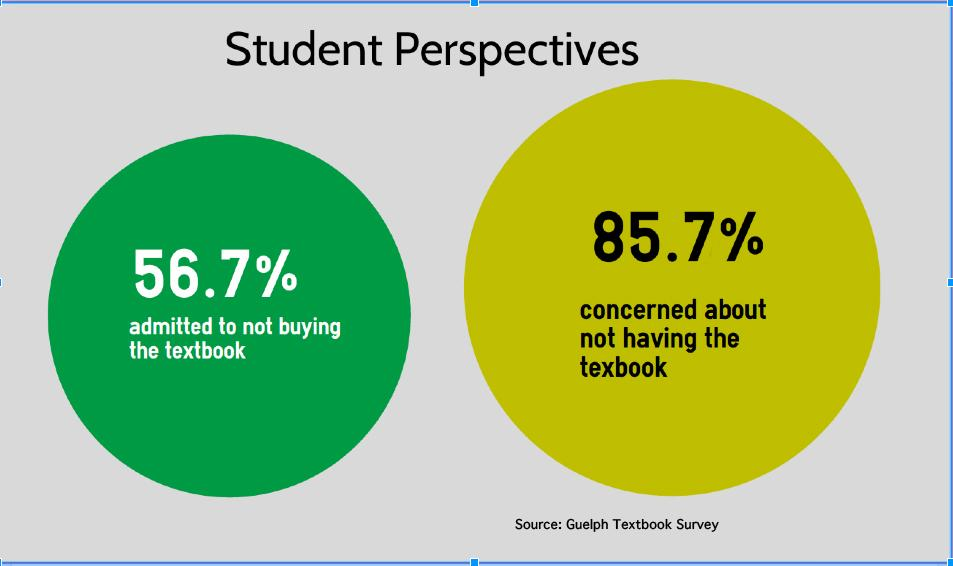 Student Perspectives
56.7%
admitted to not buying
the textbook
85.7%
concerned about
not having the
texbook
Source: Guelph Textbook Survey